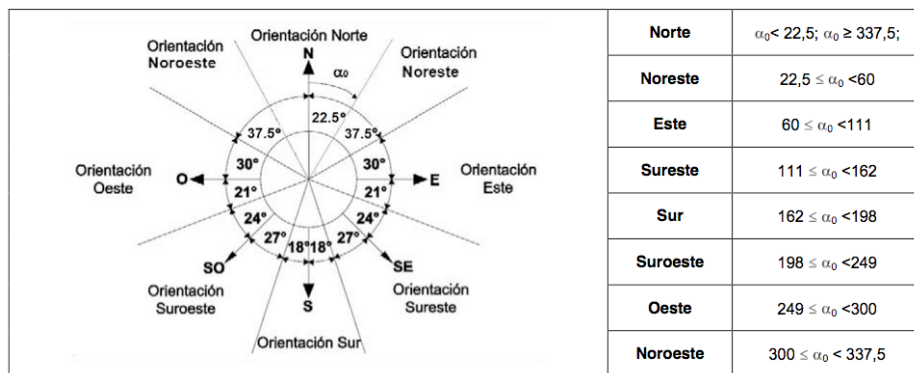 Orientación Norte
N
Orientación
Noroeste
α₀
Orientación
Noreste
22.5°
37.5°
37.5°
30°
30°
Orientación
Oeste
O
E
Orientación
Este
21°
21°
24°
24°
27°
18°
18°
27°
SO
SE
Orientación
Suroeste
S
Orientación
Sureste
Orientación Sur
Norte α₀< 22,5; α₀ ≥ 337,5;
Noreste 22,5 ≤ α₀ <60
Este 60 ≤ α₀ <111
Sureste 111 ≤ α₀ <162
Sur 162 ≤ α₀ <198
Suroeste 198 ≤ α₀ <249
Oeste 249 ≤ α₀ <300
Noroeste 300 ≤ α₀ < 337,5